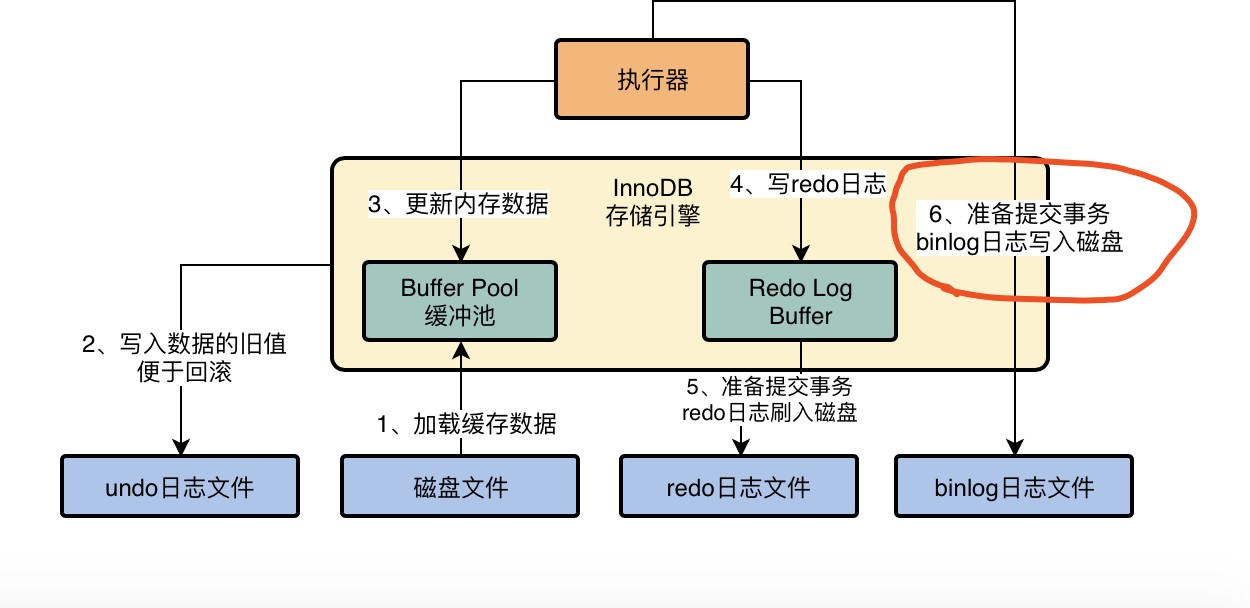 执行器
InnoDB
存储引擎
3、更新内存数据
4、写redo日志
6、准备提交事务
binlog日志写入磁盘
Buffer Pool
缓冲池
Redo Log
Buffer
2、写入数据的旧值
便于回滚
1、加载缓存数据
5、准备提交事务
redo日志刷入磁盘
undo日志文件
磁盘文件
redo日志文件
binlog日志文件